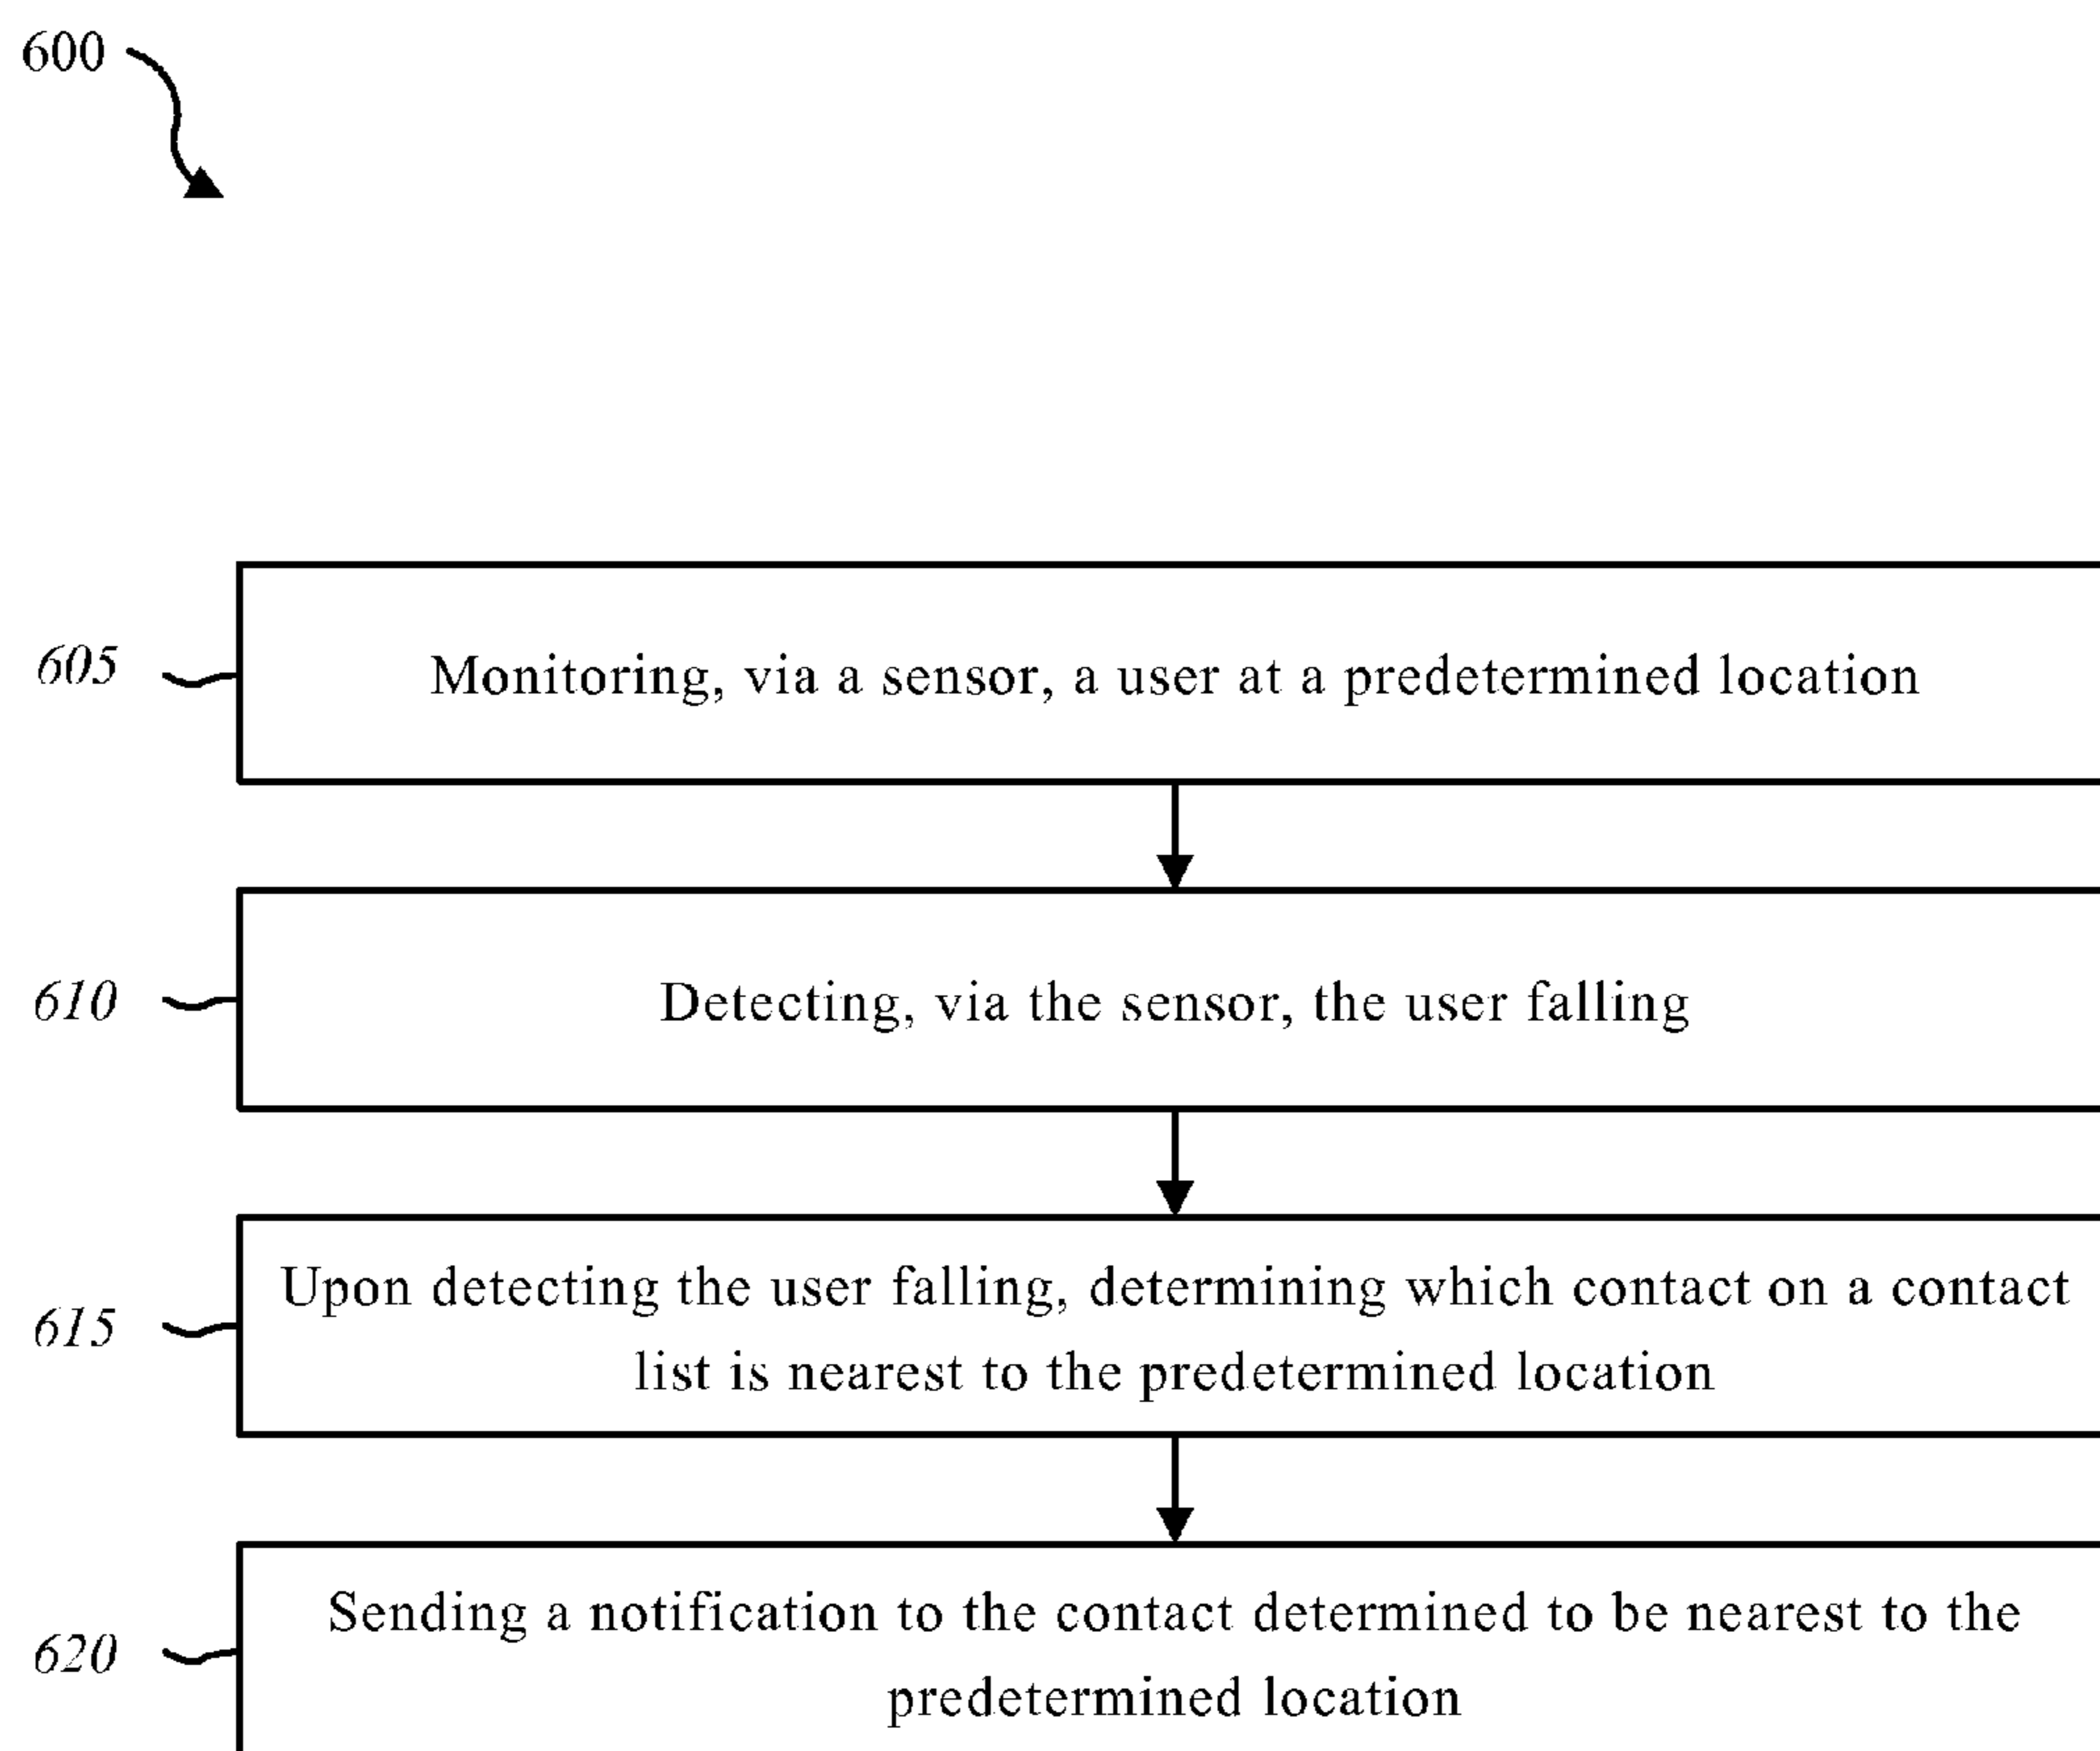 600
605
Monitoring, via a sensor, a user at a predetermined location
610
Detecting, via the sensor, the user falling
615
Upon detecting the user falling, determining which contact on a contact
list is nearest to the predetermined location
620
Sending a notification to the contact determined to be nearest to the
predetermined location